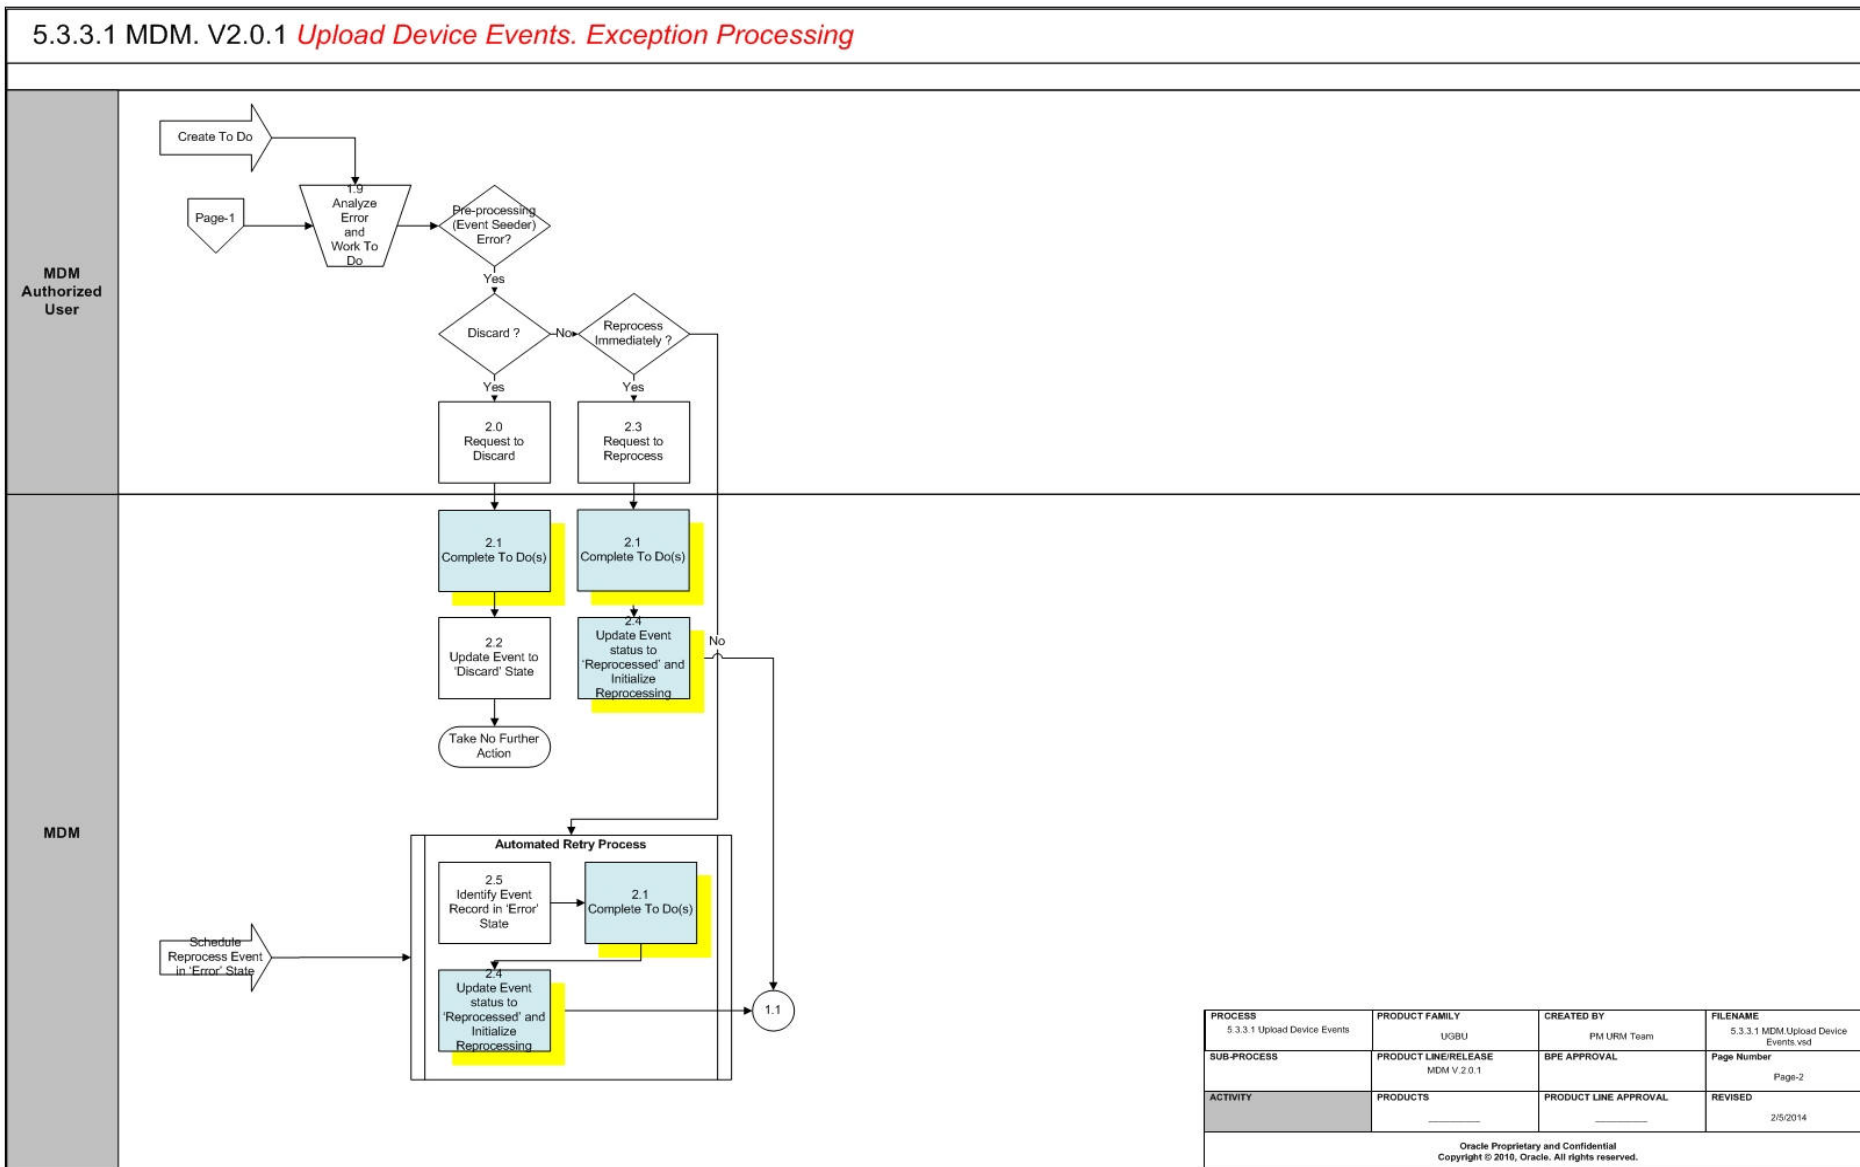 5.3.3.1 MDM. V2.0.1 Upload Device Events. Exception Processing
MDM
Authorized
User
Create To Do
Page-1
1.9
Analyze
Error
and
Work To
Do
Pre-processing
(Event Seeder)
Error?
Yes
Discard ?
No
Reprocess
Immediately ?
Yes
Yes
2.0
Request to
Discard
2.3
Request to
Reprocess
MDM
2.1
Complete To Do(s)
2.1
Complete To Do(s)
2.2
Update Event to
'Discard' State
2.4
Update Event
status to
'Reprocessed' and
Initialize
Reprocessing
No
Take No Further
Action
Automated Retry Process
2.5
Identify Event
Record in 'Error'
State
2.1
Complete To Do(s)
Schedule
Reprocess Event
in 'Error' State
2.4
Update Event
status to
'Reprocessed' and
Initialize
Reprocessing
1.1
PROCESS
5.3.3.1 Upload Device Events
PRODUCT FAMILY
UGBU
CREATED BY
PM URM Team
FILENAME
5.3.3.1 MDM.Upload Device
Events.vsd
SUB-PROCESS
PRODUCT LINE/RELEASE
MDM V.2.0.1
BPE APPROVAL
Page Number
Page-2
ACTIVITY
PRODUCTS
PRODUCT LINE APPROVAL
REVISED
2/5/2014
Oracle Proprietary and Confidential
Copyright © 2010, Oracle. All rights reserved.